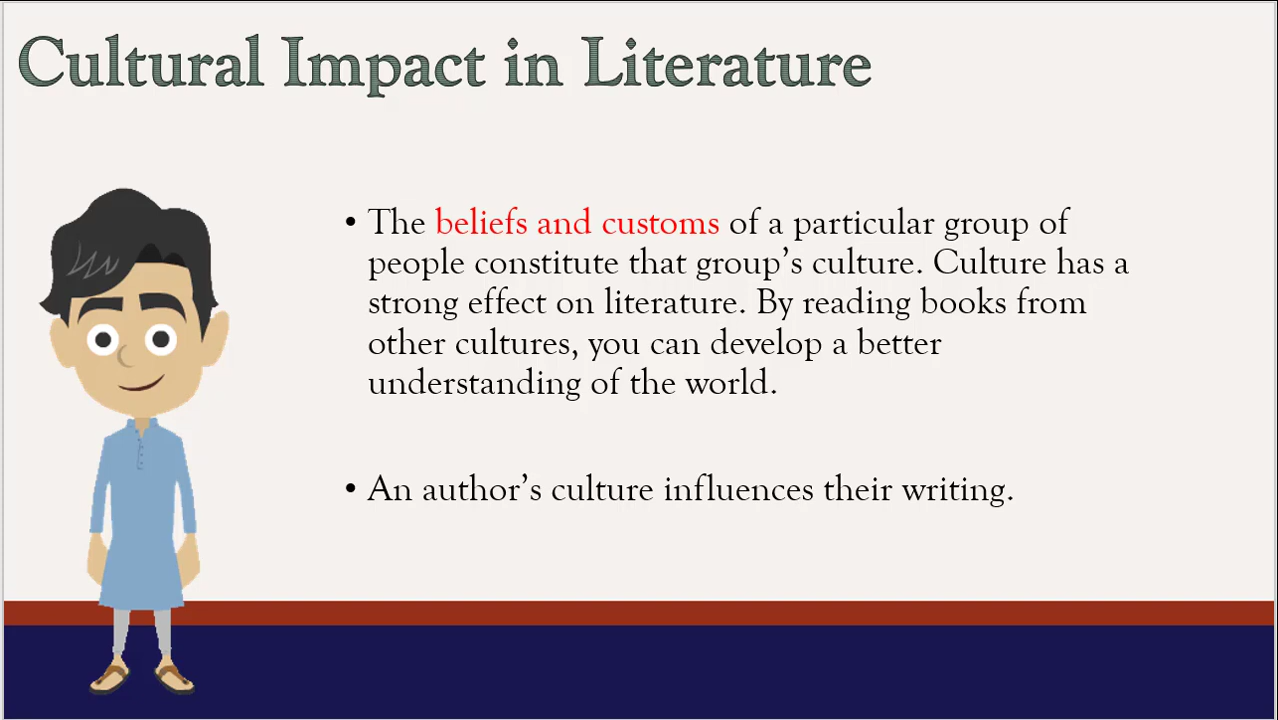 Cultural Impact in Literature
• The beliefs and customs of a particular group of
people constitute that group’s culture. Culture has a
strong effect on literature. By reading books from
other cultures, you can develop a better
understanding of the world.
• An author’s culture influences their writing.